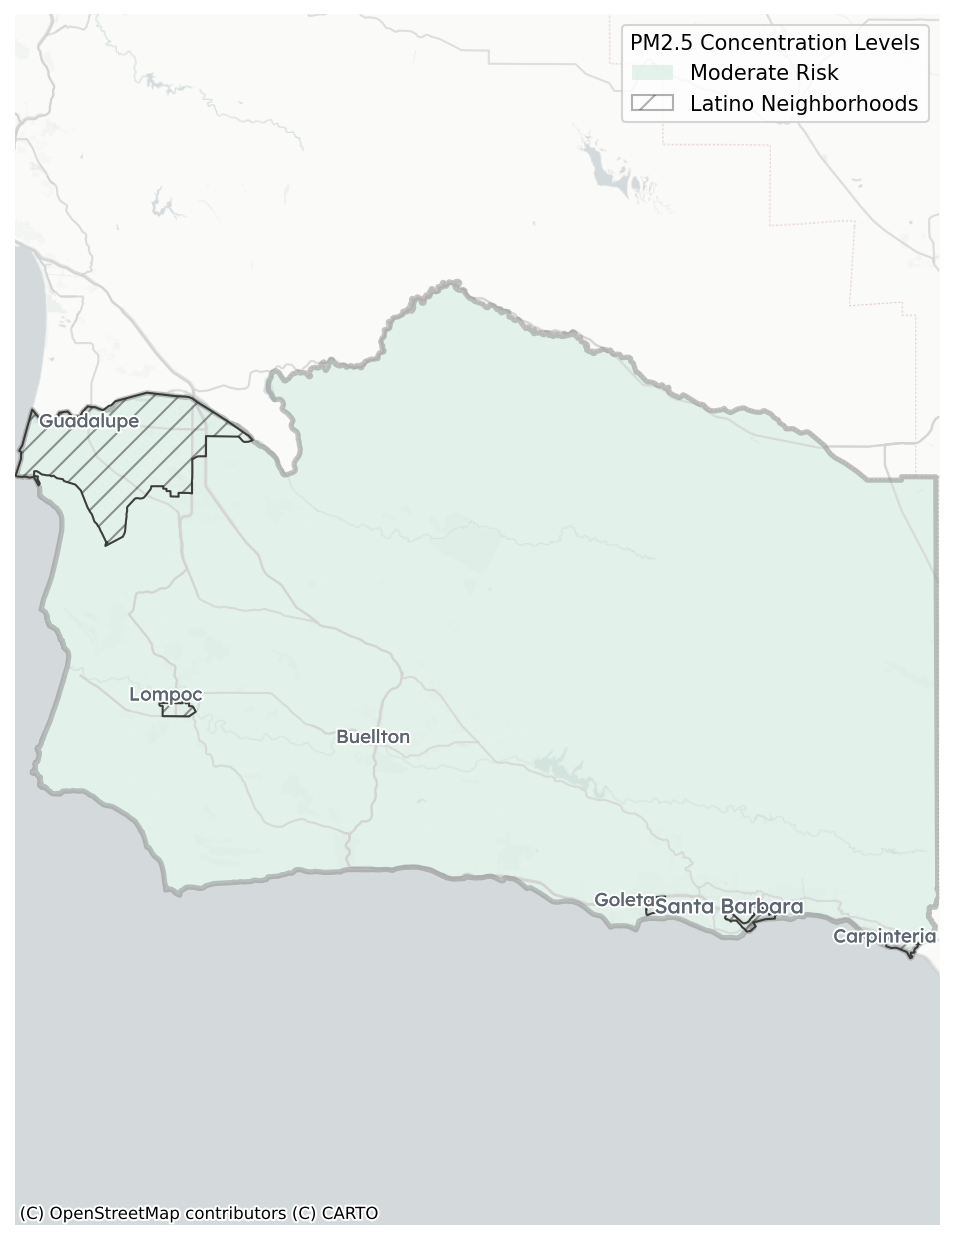 PM2.5 Concentration Levels
Moderate Risk
Latino Neighborhoods
Guadalupe
Lompoc
Buellton
Goleta
Santa Barbara
Carpinteria
(C) OpenStreetMap contributors (C) CARTO